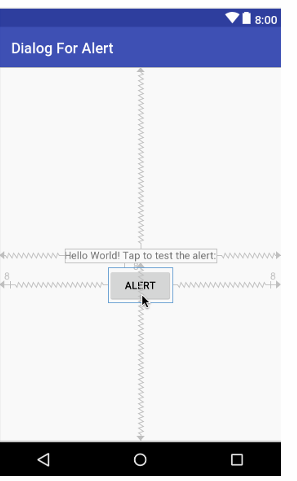 8:00
Dialog For Alert
Hello World! Tap to test the alert:
8 8
ALERT